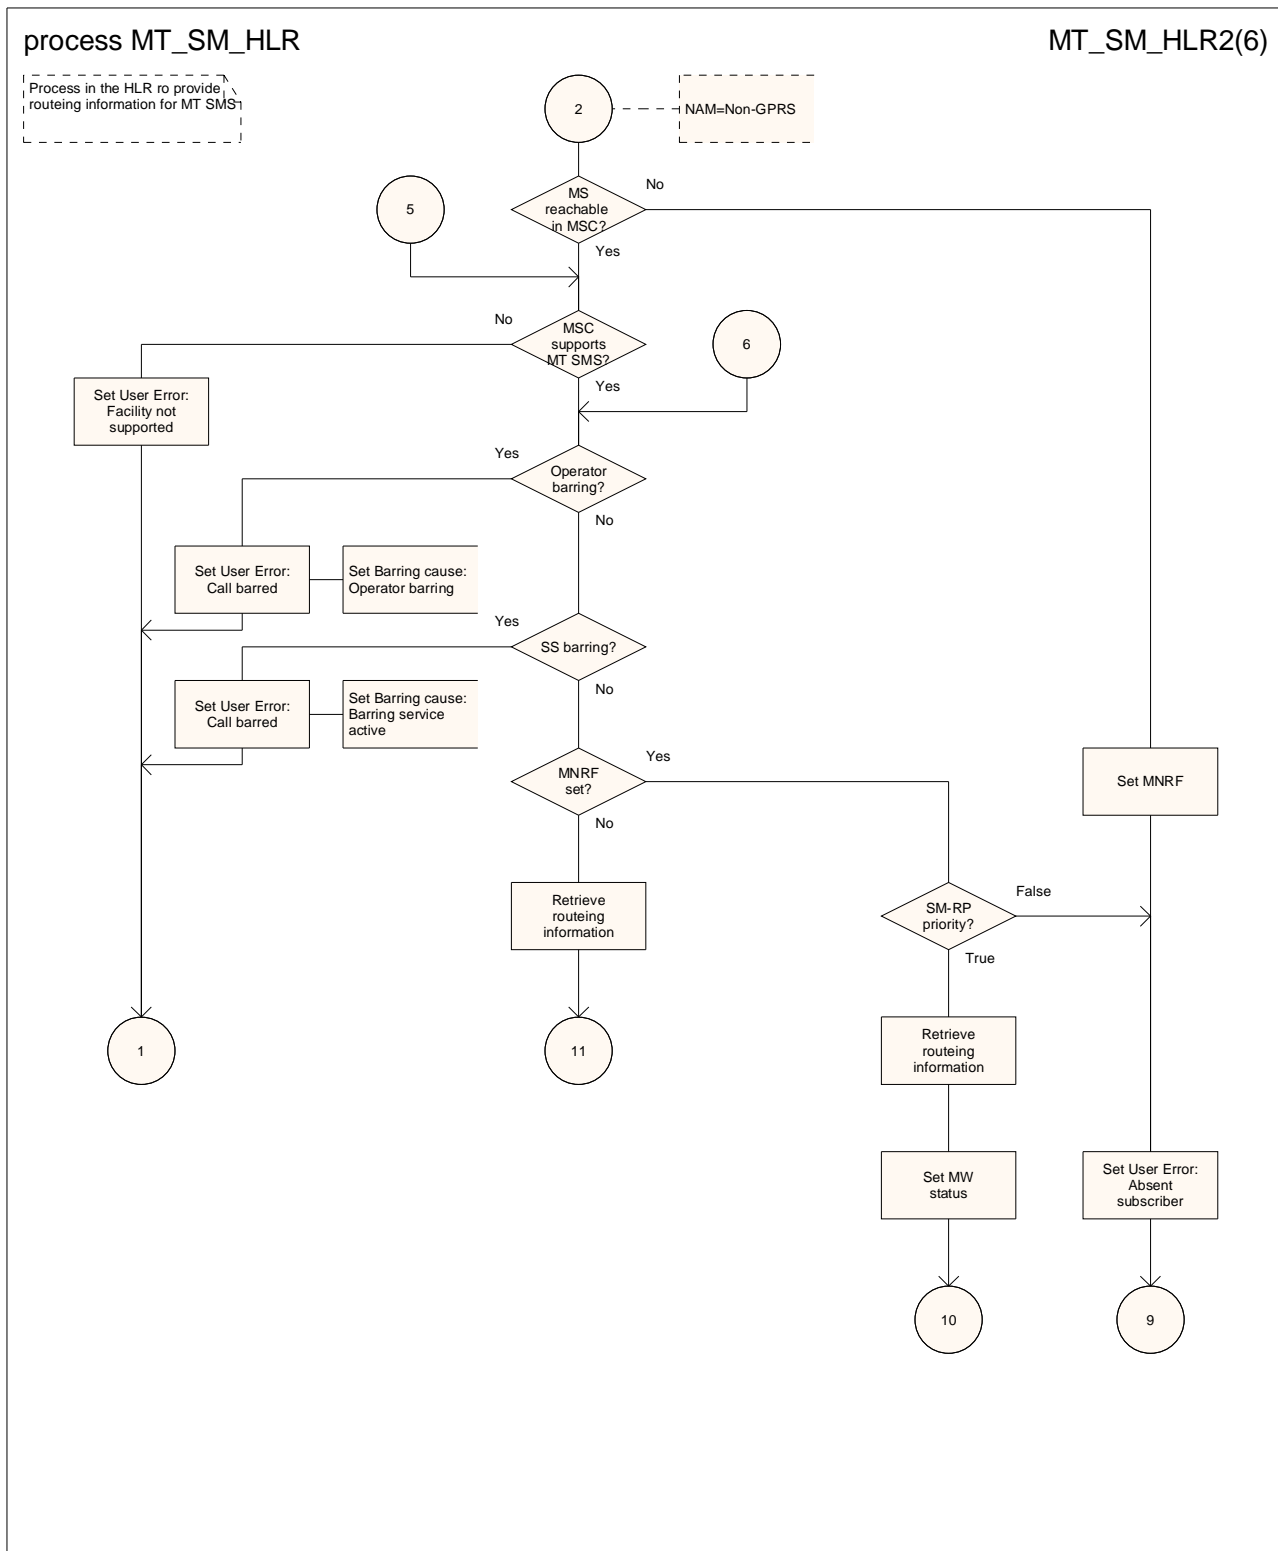 process MT_SM_HLR
MT_SM_HLR2(6)
Process in the HLR ro provide
routeing information for MT SMS
2
NAM=Non-GPRS
MS
reachable
in MSC?
No
Yes
5
MSC
supports
MT SMS?
No
Yes
6
Set User Error:
Facility not
supported
Operator
barring?
Yes
No
Set User Error:
Call barred
Set Barring cause:
Operator barring
SS barring?
Yes
No
Set User Error:
Call barred
Set Barring cause:
Barring service
active
MNRF
set?
Yes
No
Set MNRF
Retrieve
routeing
information
SM-RP
priority?
False
True
1
11
Retrieve
routeing
information
Set MW
status
Set User Error:
Absent
subscriber
10
9